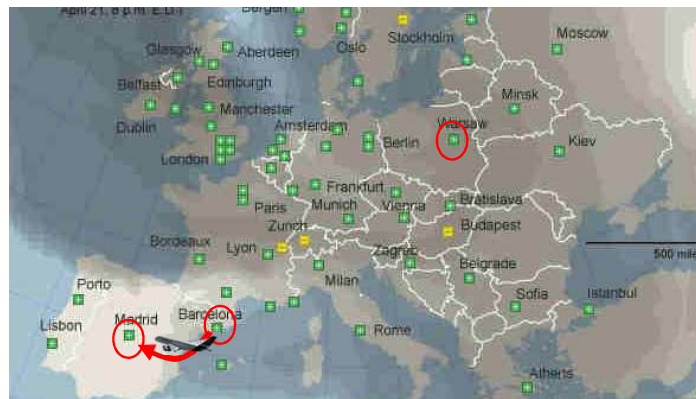 April 21, 8 p.m. E.D.T
Bergen
Oslo
Stockholm
Moscow
Glasgow
Aberdeen
Belfast
Edinburgh
Minsk
Dublin
Manchester
Amsterdam
Warsaw
Berlin
Kiev
London
Frankfurt
Paris
Munich
Vienna
Bratislava
Zurich
Budapest
Bordeaux
Lyon
Zagreb
500 mile
Milan
Belgrade
Porto
Sofia
Istanbul
Lisbon
Madrid
Barcelona
Rome
Athens